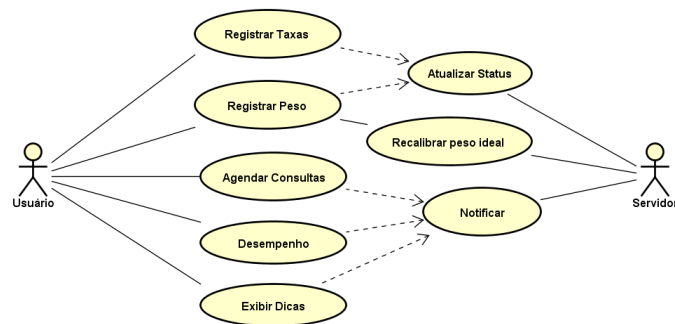 Registrar Taxas
Atualizar Status
Registrar Peso
Recalibrar peso ideal
Usuário
Agendar Consultas
Servidor
Notificar
Desempenho
Exibir Dicas